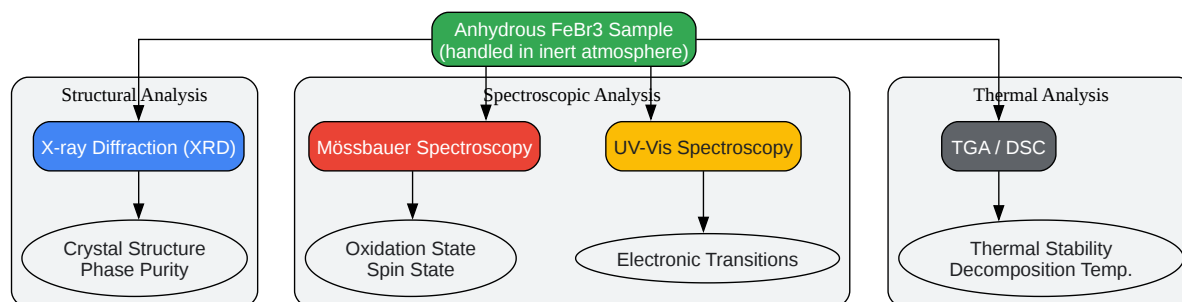 Anhydrous FeBr3 Sample
(handled in inert atmosphere)
Structural Analysis
Spectroscopic Analysis
Thermal Analysis
X-ray Diffraction (XRD)
Mössbauer Spectroscopy
UV-Vis Spectroscopy
TGA / DSC
Crystal Structure
Phase Purity
Oxidation State
Spin State
Electronic Transitions
Thermal Stability
Decomposition Temp.